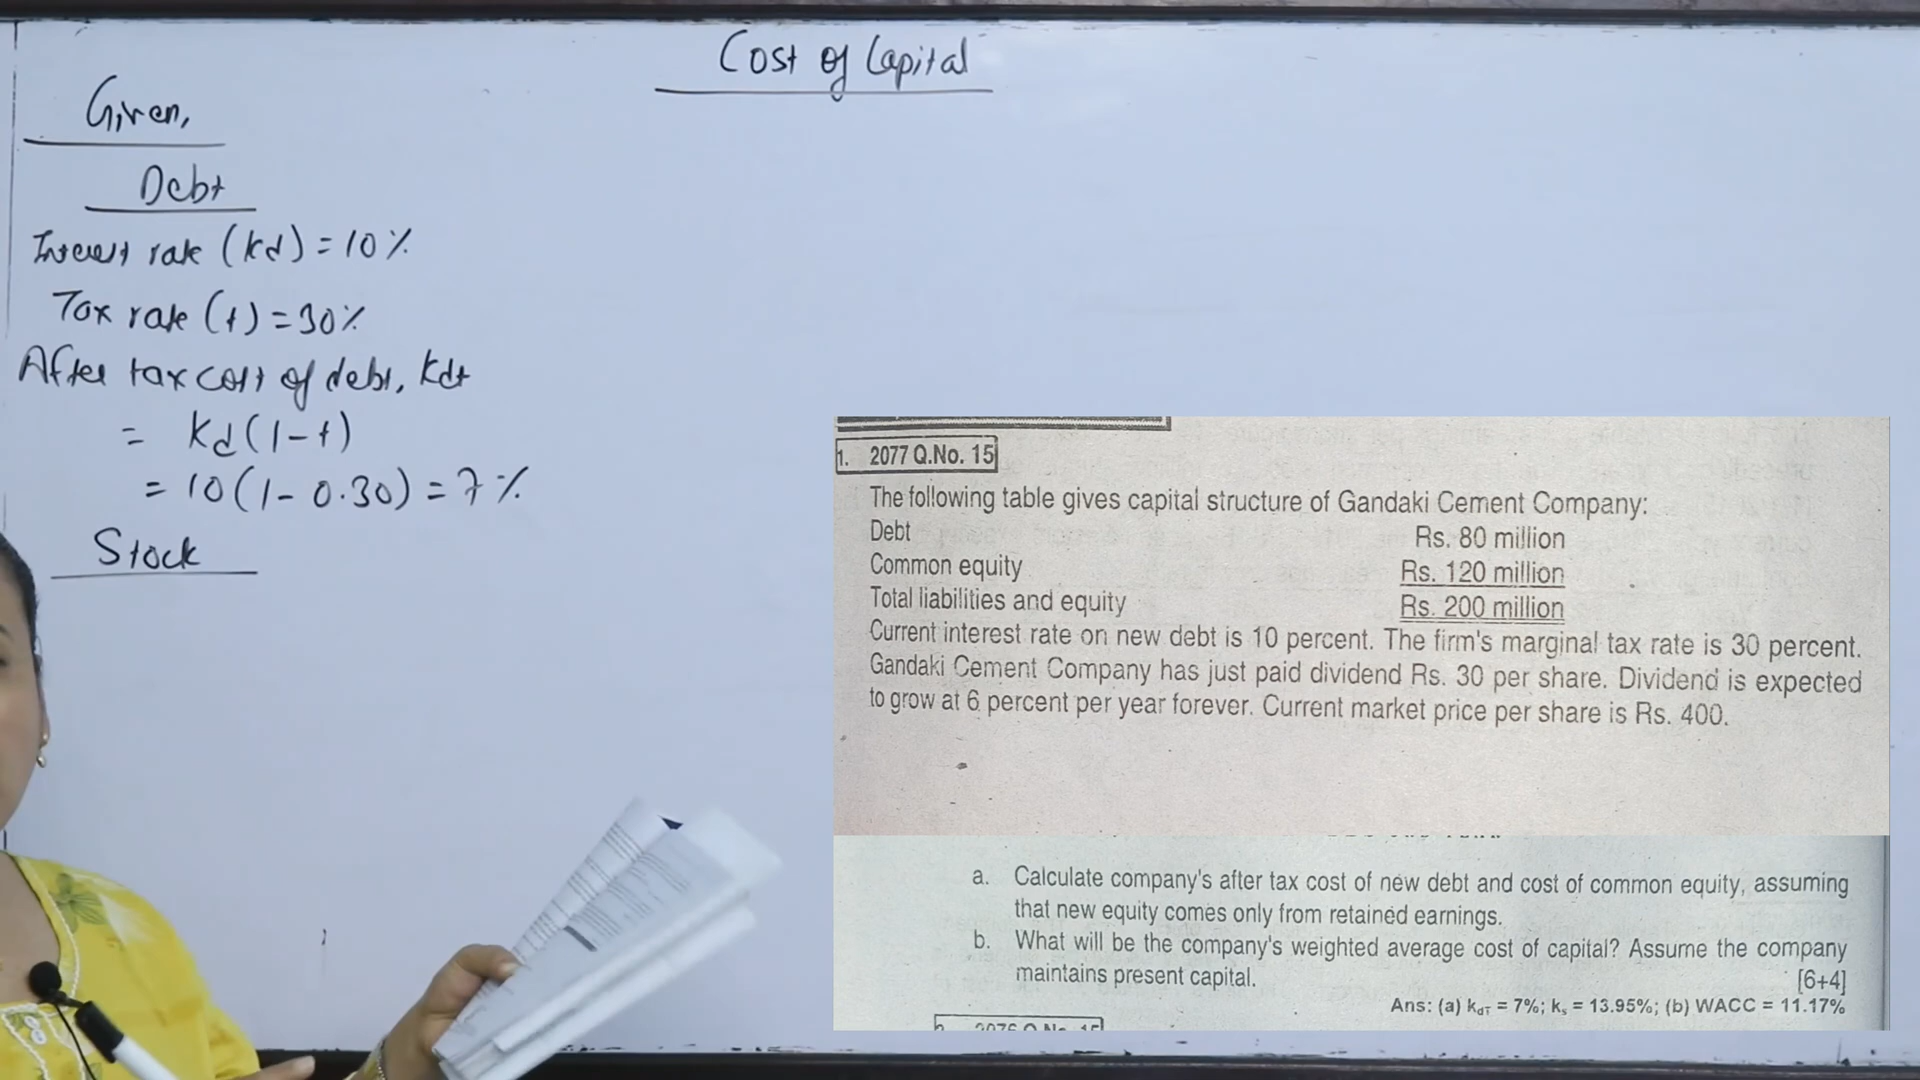 Cost of Capital
Given,
Debt
Interest rate (kd) = 10%
Tax rate (t) = 30%
After tax cost of debt, kdt
= kd(1-t)
= 10(1- 0.30) = 7%
Stock
1. 2077 Q.No. 15
The following table gives capital structure of Gandaki Cement Company:
Debt Rs. 80 million
Common equity Rs. 120 million
Total liabilities and equity Rs. 200 million
Current interest rate on new debt is 10 percent. The firm's marginal tax rate is 30 percent.
Gandaki Cement Company has just paid dividend Rs. 30 per share. Dividend is expected
to grow at 6 percent per year forever. Current market price per share is Rs. 400.
a. Calculate company's after tax cost of new debt and cost of common equity, assuming
that new equity comes only from retained earnings.
b. What will be the company's weighted average cost of capital? Assume the company
maintains present capital. [6+4]
Ans: (a) kdT = 7%; ks = 13.95%; (b) WACC = 11.17%